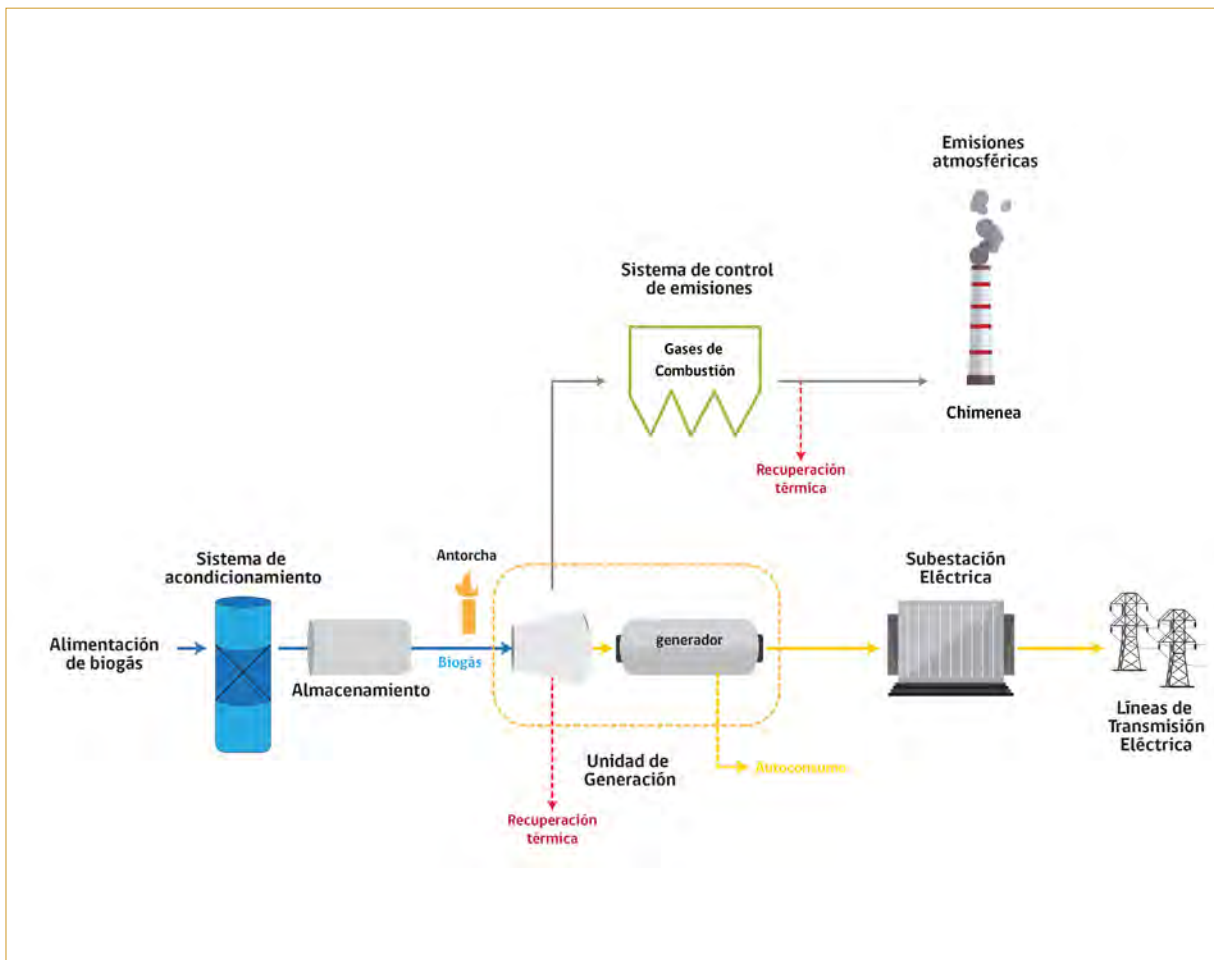 Emisiones
atmosféricas
Sistema de control
de emisiones
Gases de
Combustión
Chimenea
Recuperación
térmica
Sistema de
acondicionamiento
Antorcha
Subestación
Eléctrica
Alimentación
de biogás
Biogás
generador
Almacenamiento
Líneas de
Transmisión
Eléctrica
Unidad de
Generación
Autoconsumo
Recuperación
térmica